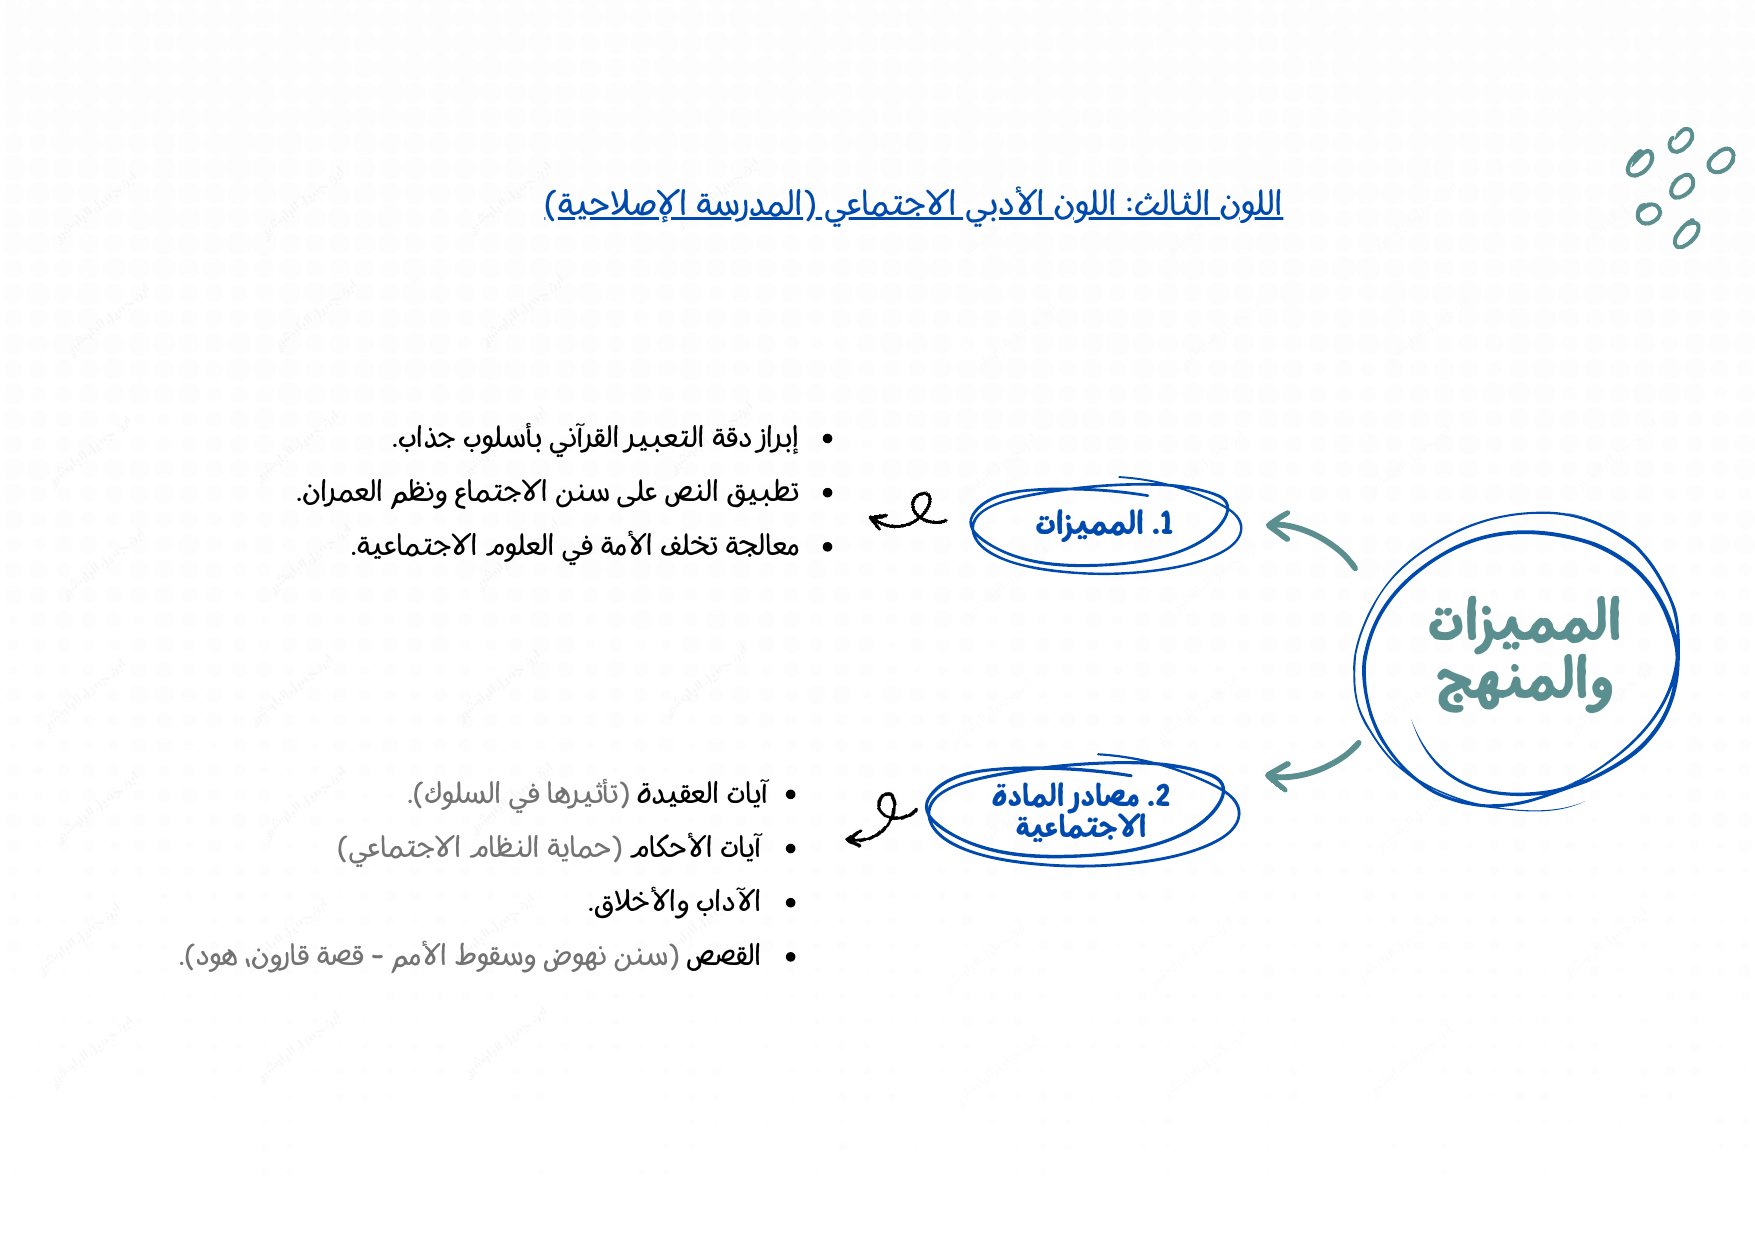 اللون الثالث: اللون الأدبي الاجتماعي (المدرسة الإصلاحية)
المميزات
والمنهج
1. المميزات
إبراز دقة التعبير القرآني بأسلوب جذاب.
تطبيق النص على سنن الاجتماع ونظم العمران.
معالجة تخلف الأمة في العلوم الاجتماعية.
2. مصادر المادة
الاجتماعية
آيات العقيدة (تأثيرها في السلوك).
آيات الأحكام (حماية النظام الاجتماعي)
الآداب والأخلاق.
القصص (سنن نهوض وسقوط الأمم - قصة قارون، هود).